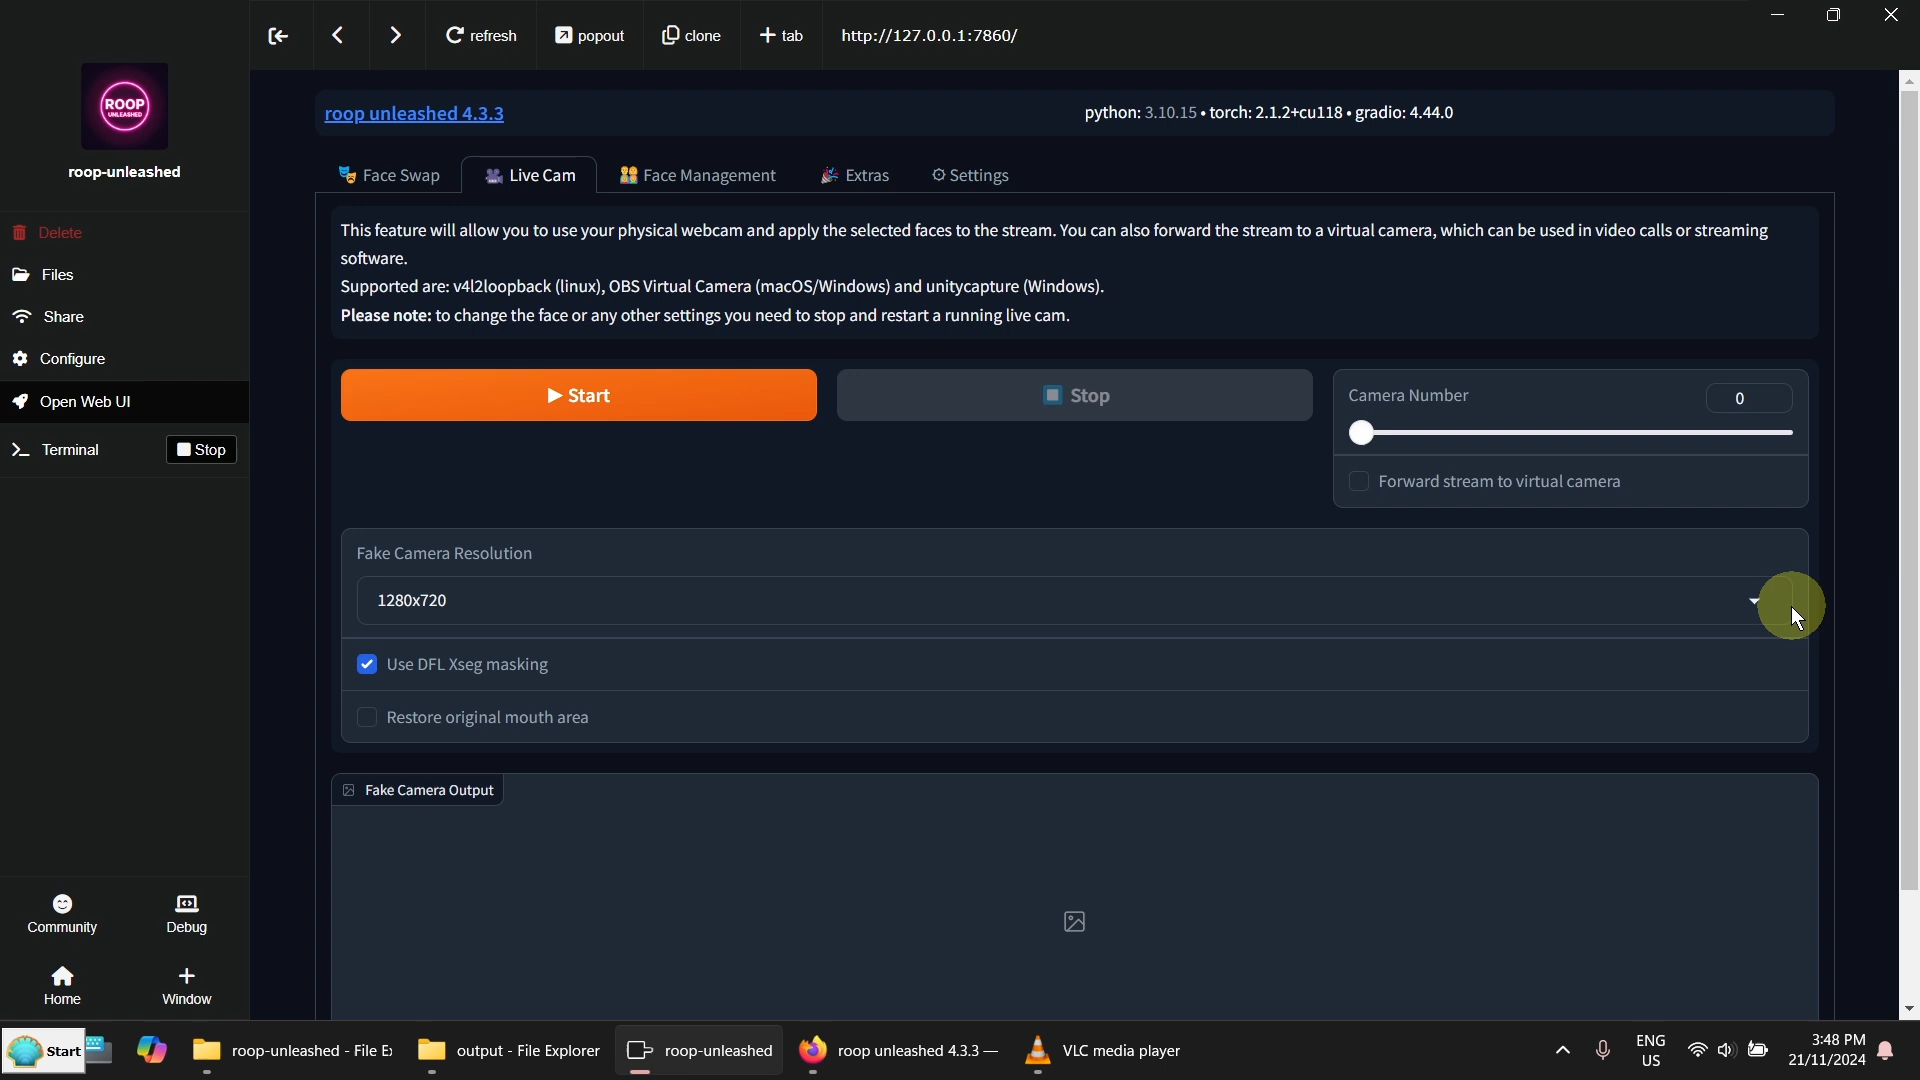 refresh
popout
clone
tab
http://127.0.0.1:7860/
ROOP
UNLEASHED
roop-unleashed
Delete
Files
Share
Configure
Open Web UI
Terminal
Stop
Community
Debug
Home
Window
roop unleashed 4.3.3
python: 3.10.15 • torch: 2.1.2+cu118 • gradio: 4.44.0
Face Swap
Live Cam
Face Management
Extras
Settings
This feature will allow you to use your physical webcam and apply the selected faces to the stream. You can also forward the stream to a virtual camera, which can be used in video calls or streaming
software.
Supported are: v4l2loopback (linux), OBS Virtual Camera (macOS/Windows) and unitycapture (Windows).
Please note: to change the face or any other settings you need to stop and restart a running live cam.
Start
Stop
Camera Number
0
Forward stream to virtual camera
Fake Camera Resolution
1280x720
Use DFL Xseg masking
Restore original mouth area
Fake Camera Output
Start
roop-unleashed - File Ex
output - File Explorer
roop-unleashed
roop unleashed 4.3.3 —
VLC media player
ENG
US
3:48 PM
21/11/2024